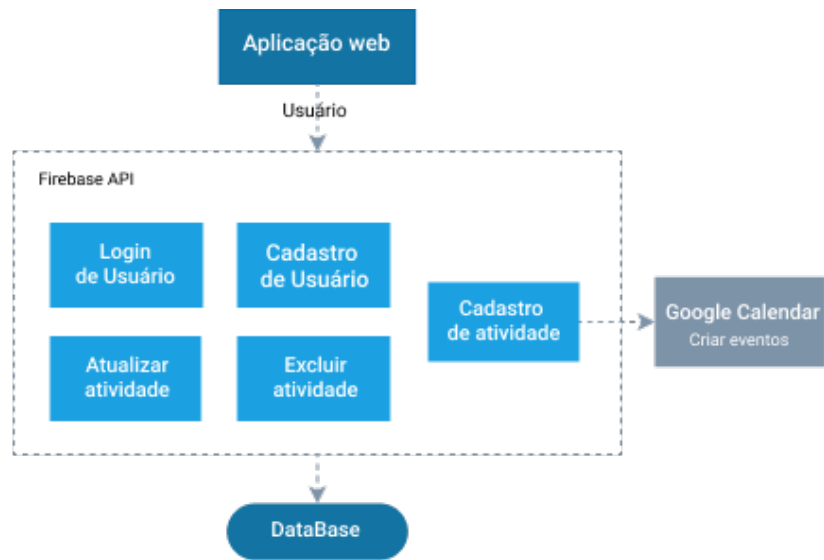 Aplicação web
Usuário
Firebase API
Login
de Usuário
Cadastro
de Usuário
Cadastro
de atividade
Google Calendar
Criar eventos
Atualizar
atividade
Excluir
atividade
DataBase